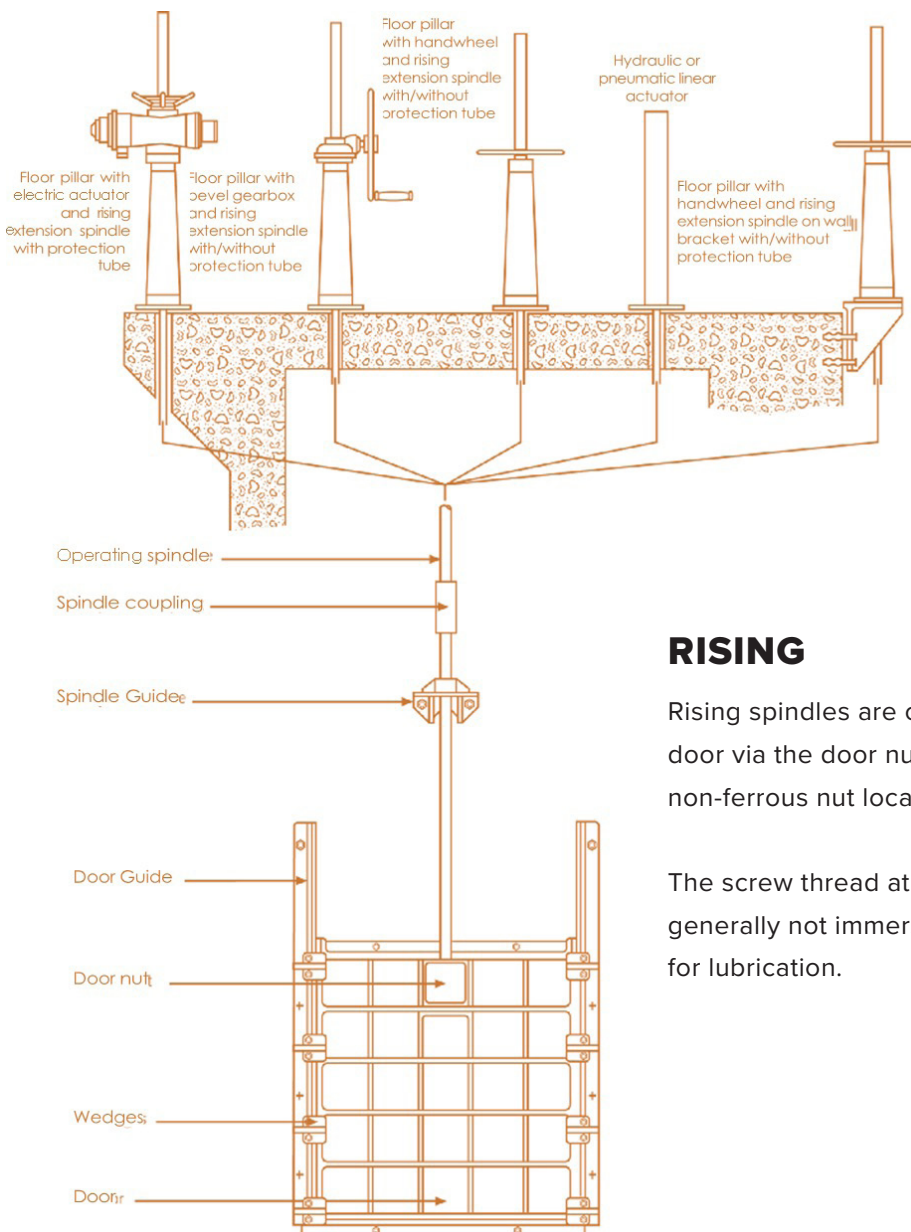 Floor pillar
with handwheel
and rising
extension spindle
with/without
protection tube
Hydraulic or
pneumatic linear
actuator
Floor pillar with
electric actuator
and rising
extension spindle
with protection
tube
Floor pillar with
bevel gearbox
and rising
extension spindle
with/without
protection tube
Floor pillar with
handwheel and rising
extension spindle on wall
bracket with/without
protection tube
Operating spindle
Spindle coupling
Spindle Guide
Door Guide
Door nut
Wedges
Door
RISING
Rising spindles are
door via the door
non-ferrous nut
The screw thread at
generally not
for lubrication.